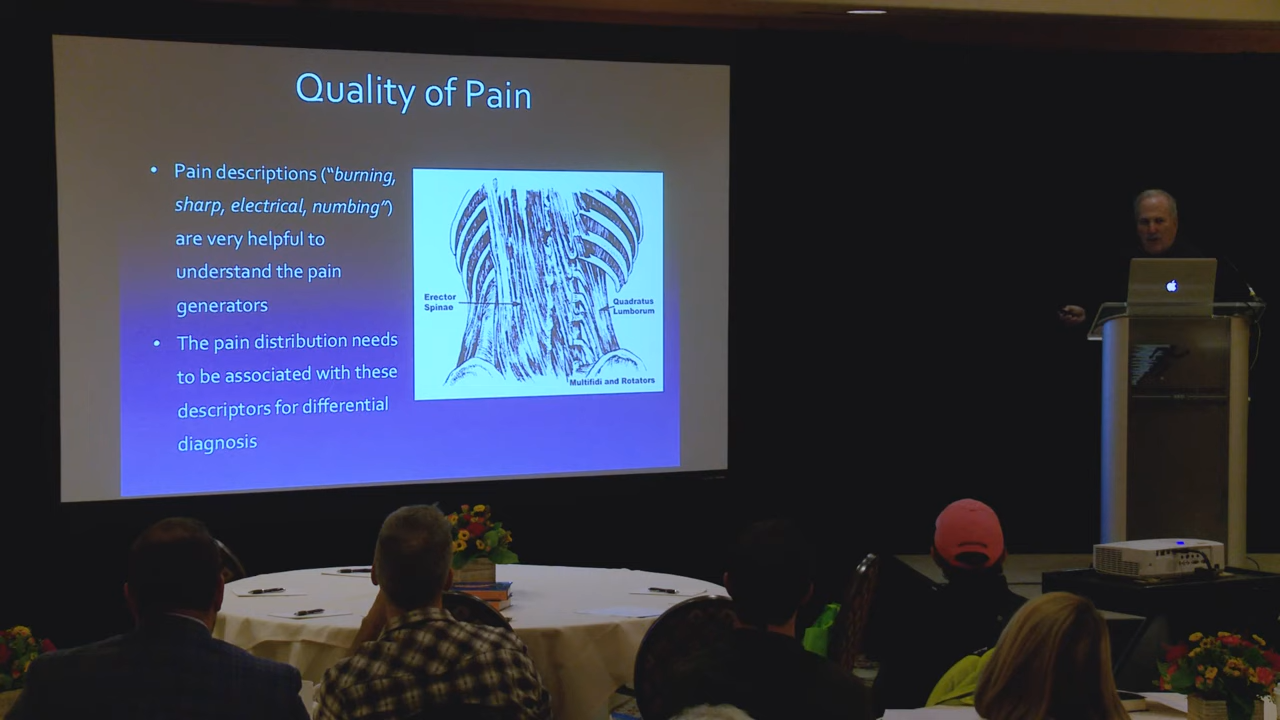 Quality of Pain
• Pain descriptions (“burning,
sharp, electrical, numbing”)
are very helpful to
understand the pain
generators
• The pain distribution needs
to be associated with these
descriptors for differential
diagnosis
Erector
Spinae
Quadratus
Lumborum
Multifidi and Rotators